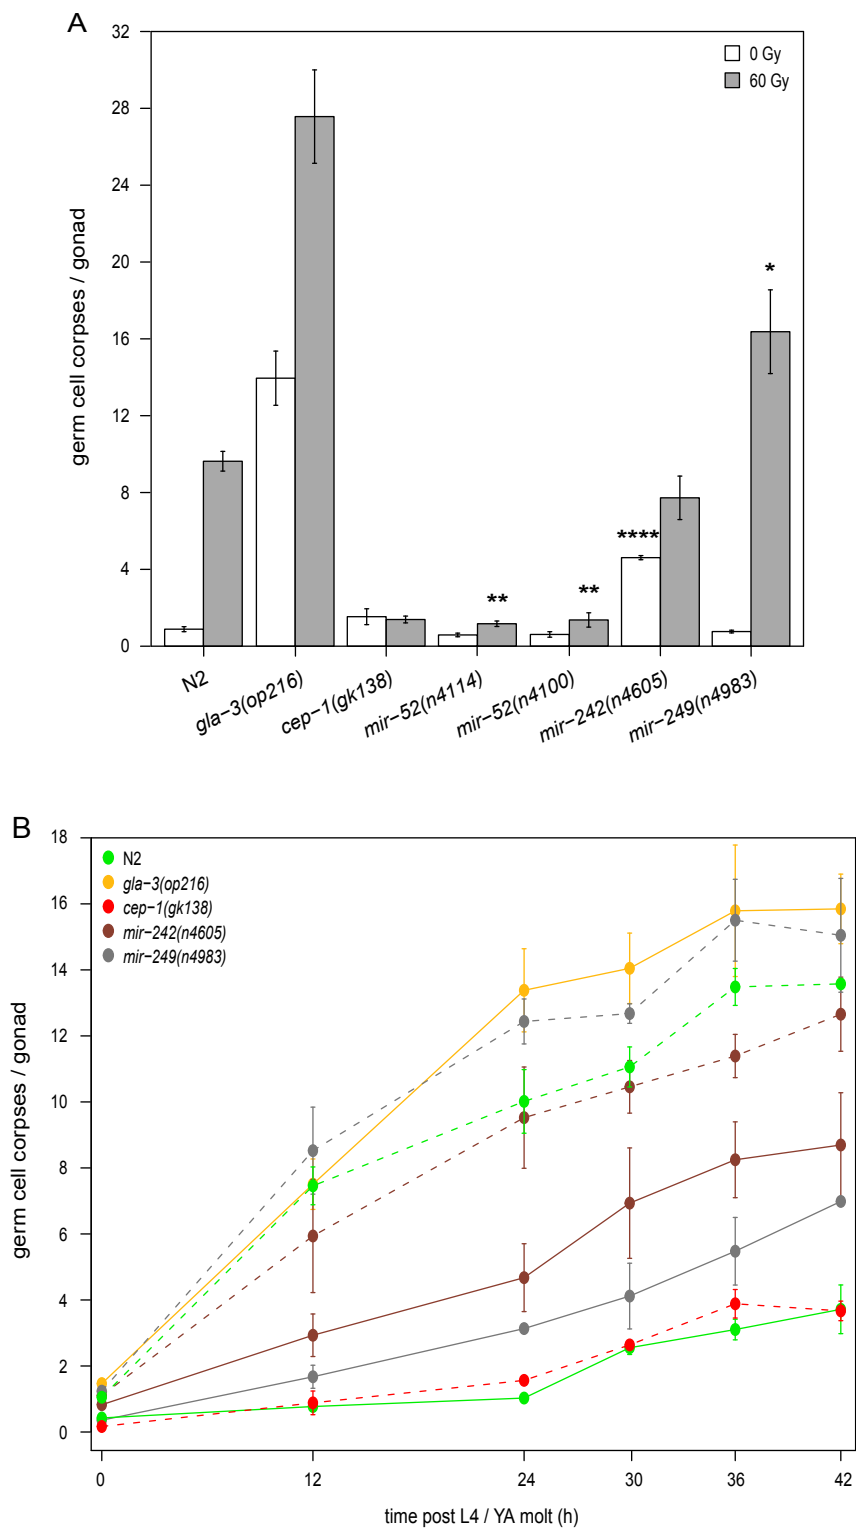 A
32
28
24
20
16
12
8
4
0
germ cell corpses / gonad
0 Gy
60 Gy
**
**
****
*
N2
gla−3(op216)
cep−1(gk138)
mir−52(n4114)
mir−52(n4100)
mir−242(n4605)
mir−249(n4983)
B
18
16
14
12
10
8
6
4
2
0
germ cell corpses / gonad
N2
gla−3(op216)
cep−1(gk138)
mir−242(n4605)
mir−249(n4983)
0
12
24
30
36
42
time post L4 / YA molt (h)